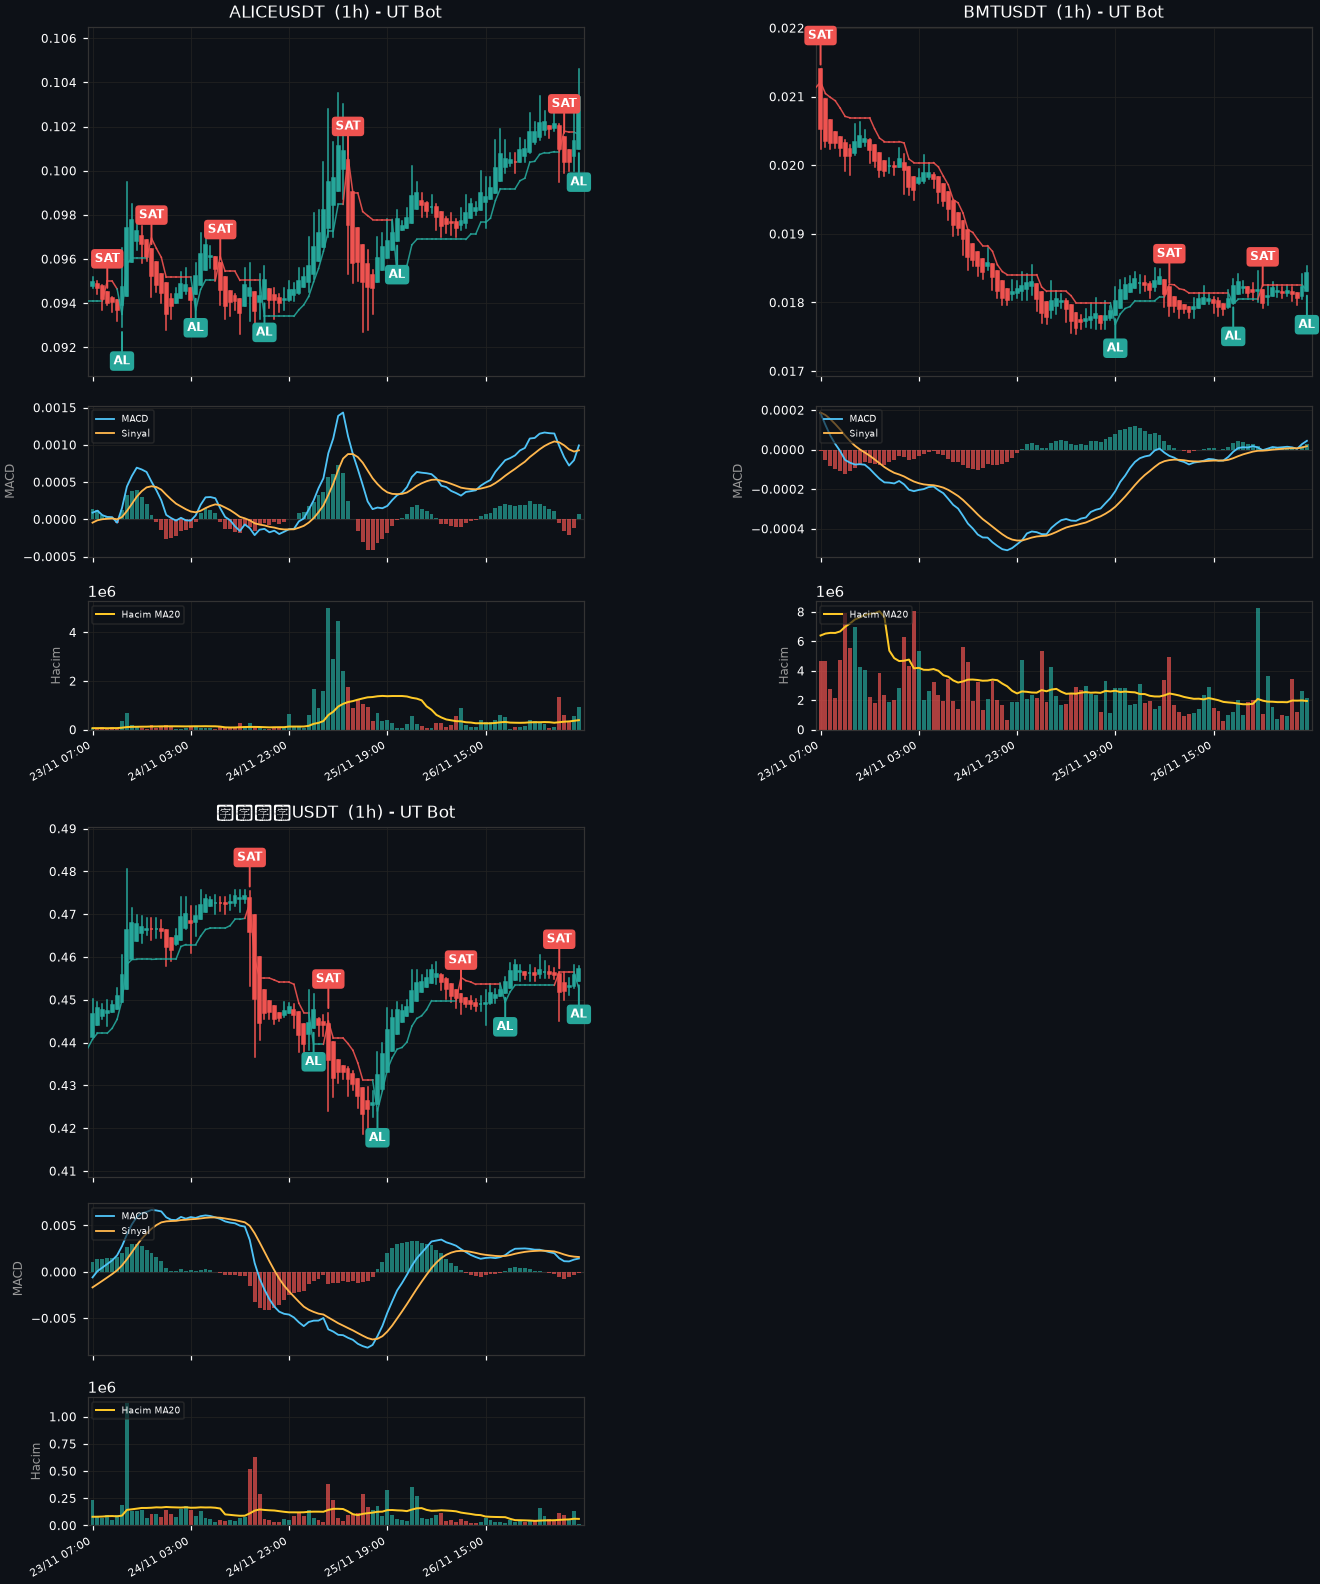 ALICEUSDT (1h) - UT Bot
0.106
0.104
0.102
0.100
0.098
0.096
0.094
0.092
SAT
SAT
SAT
SAT
SAT
AL
AL
AL
AL
AL
0.0015
0.0010
0.0005
0.0000
−0.0005
MACD
MACD
Sinyal
1e6
4
2
0
Hacim
Hacim MA20
23/11 07:00
24/11 03:00
24/11 23:00
25/11 19:00
26/11 15:00
BMTUSDT (1h) - UT Bot
0.022
0.021
0.020
0.019
0.018
0.017
SAT
SAT
SAT
AL
AL
AL
0.0002
0.0000
−0.0002
−0.0004
MACD
MACD
Sinyal
1e6
8
6
4
2
0
Hacim
Hacim MA20
23/11 07:00
24/11 03:00
24/11 23:00
25/11 19:00
26/11 15:00
USDT (1h) - UT Bot
0.49
0.48
0.47
0.46
0.45
0.44
0.43
0.42
0.41
SAT
SAT
SAT
SAT
AL
AL
AL
AL
0.005
0.000
−0.005
MACD
MACD
Sinyal
1e6
1.00
0.75
0.50
0.25
0.00
Hacim
Hacim MA20
23/11 07:00
24/11 03:00
24/11 23:00
25/11 19:00
26/11 15:00